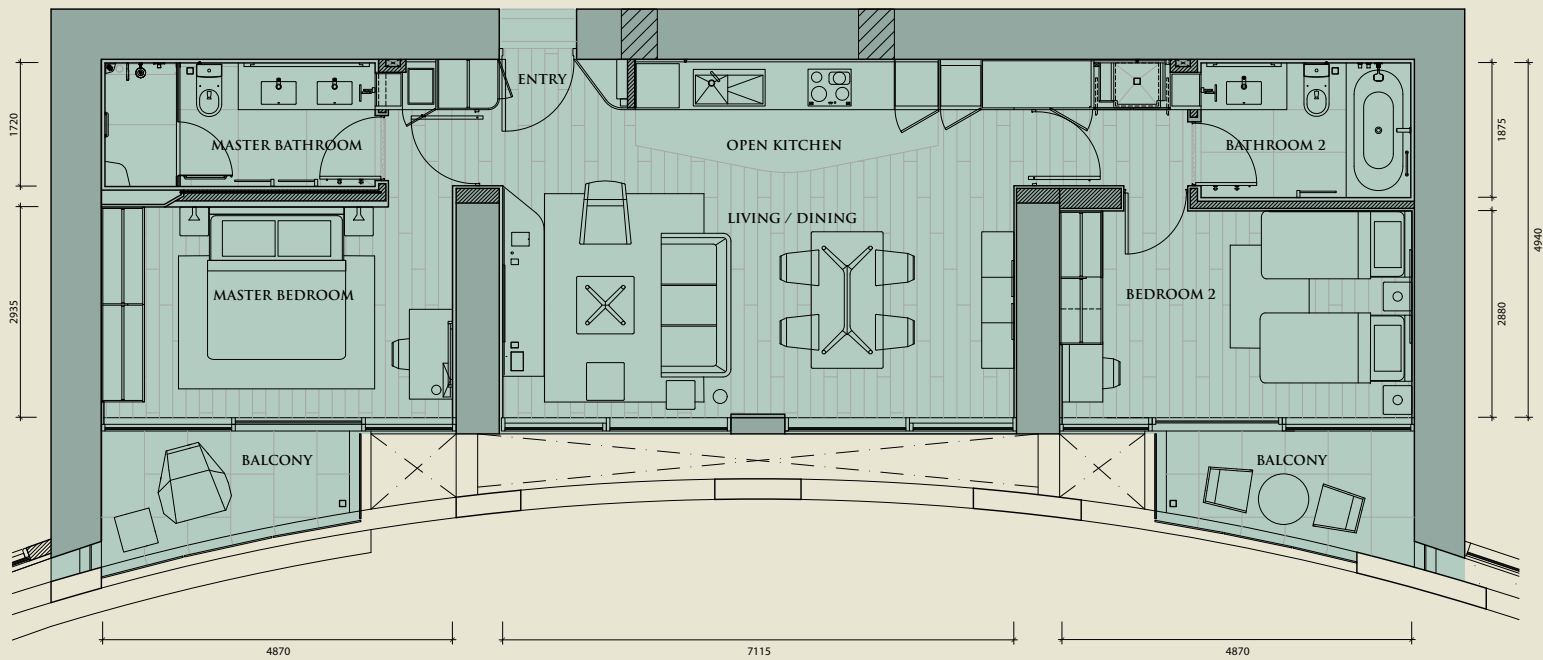 ENTRY
MASTER BATHROOM
OPEN KITCHEN
BATHROOM 2
1720
1875
LIVING / DINING
4940
MASTER BEDROOM
BEDROOM 2
2935
2880
BALCONY
BALCONY
4870
7115
4870